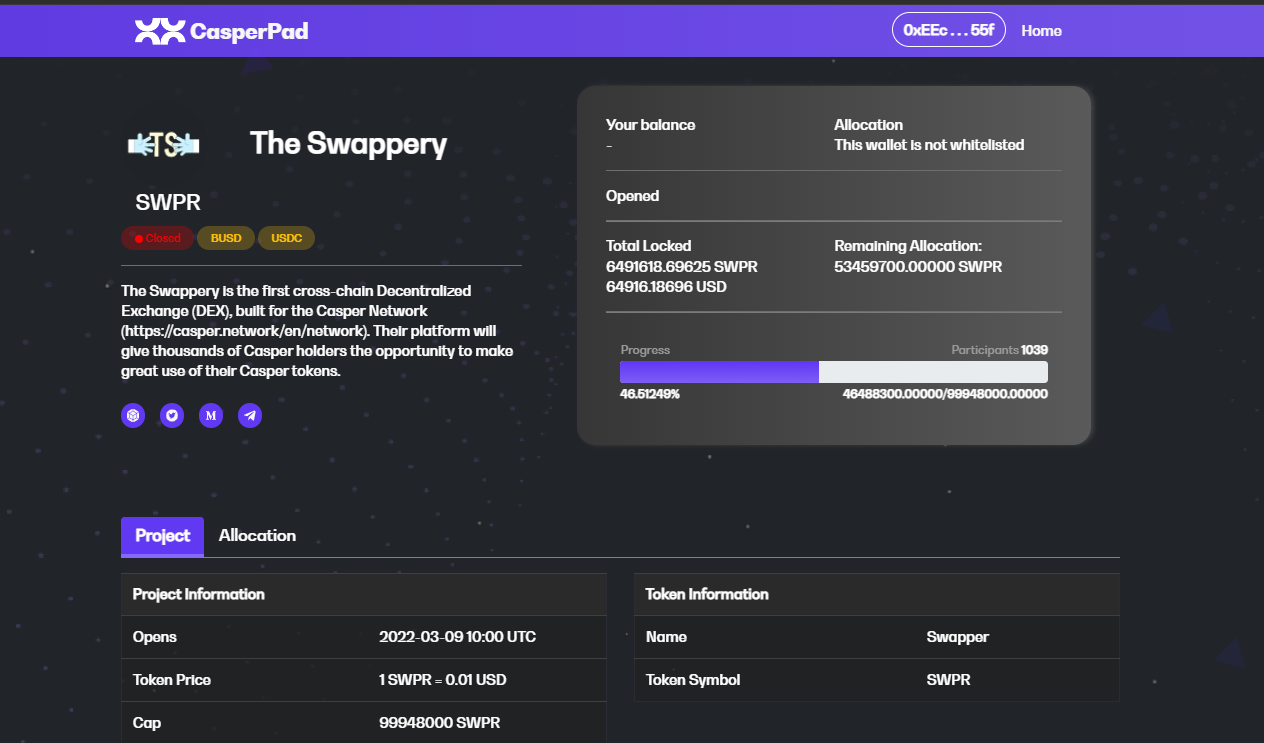 CasperPad
0xEEc . . . 55f
Home
TS
The Swappery
SWPR
Closed
BUSD
USDC
The Swappery is the first cross-chain Decentralized
Exchange (DEX), built for the Casper Network
(https://casper.network/en/network). Their platform will
give thousands of Casper holders the opportunity to make
great use of their Casper tokens.
M
Your balance
-
Allocation
This wallet is not whitelisted
Opened
Total Locked
6491618.69625 SWPR
64916.18696 USD
Remaining Allocation:
53459700.00000 SWPR
Progress
Participants 1039
46.51249%
46488300.00000/99948000.00000
Project
Allocation
Project Information
Opens
2022-03-09 10:00 UTC
Token Price
1 SWPR = 0.01 USD
Cap
99948000 SWPR
Token Information
Name
Swapper
Token Symbol
SWPR